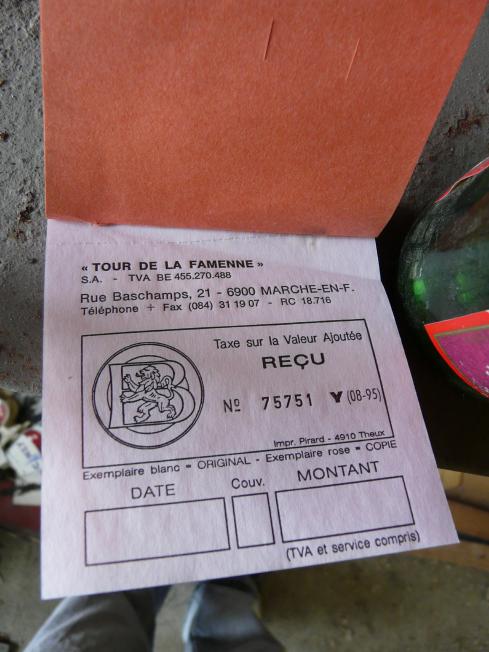 « TOUR DE LA FAMENNE »
S.A. - TVA BE 455.270.488
Rue Baschamps, 21 - 6900 MARCHE-EN-F.
Téléphone + Fax (084) 31 19 07 - RC 18.716
Taxe sur la Valeur Ajoutée
REÇU
B
Nº 75751 Y (08-95)
Impr. Pirard - 4910 Theux
Exemplaire blanc = ORIGINAL - Exemplaire rose = COPIE
DATE Couv. MONTANT
(TVA et service compris)